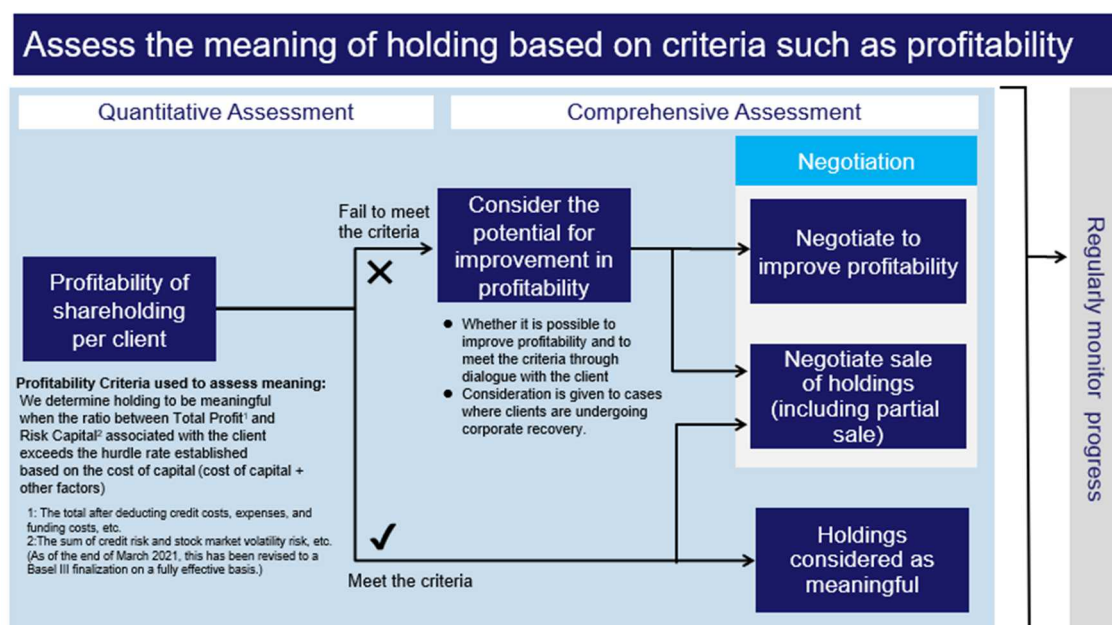 Assess the meaning of holding based on criteria such as profitability
Quantitative Assessment
Comprehensive Assessment
Negotiation
Fail to meet
the criteria
Profitability of
shareholding
per client
Consider the
potential for
improvement in
profitability
Negotiate to
improve profitability
● Whether it is possible to
improve profitability and to
meet the criteria through
dialogue with the client
● Consideration is given to cases
where clients are undergoing
corporate recovery.
Negotiate sale
of holdings
(including partial
sale)
Profitability Criteria used to assess meaning:
We determine holding to be meaningful
when the ratio between Total Profit¹ and
Risk Capital² associated with the client
exceeds the hurdle rate established
based on the cost of capital (cost of capital +
other factors)
1: The total after deducting credit costs, expenses, and
funding costs, etc.
2:The sum of credit risk and stock market volatility risk, etc.
(As of the end of March 2021, this has been revised to a
Basel III finalization on a fully effective basis.)
Meet the criteria
Holdings
considered as
meaningful
Regularly monitor
progress